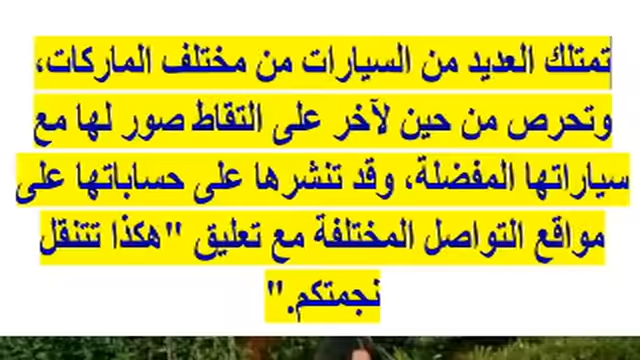 تمتلك العديد من السيارات من مختلف الماركات،
وتحرص من حين لآخر على التقاط صور لها مع
سياراتها المفضلة، وقد تنشرها على حساباتها على
مواقع التواصل المختلفة مع تعليق "هكذا تتنقل
نجمتكم."